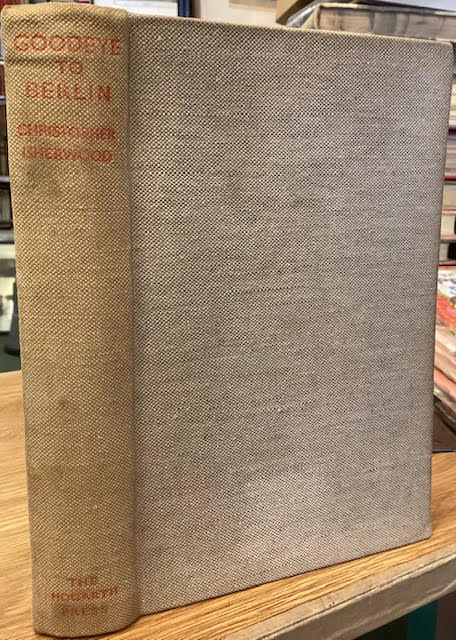 GOODBYE
TO
BERLIN
CHRISTOPHER
ISHERWOOD
THE
HOGARTH
PRESS